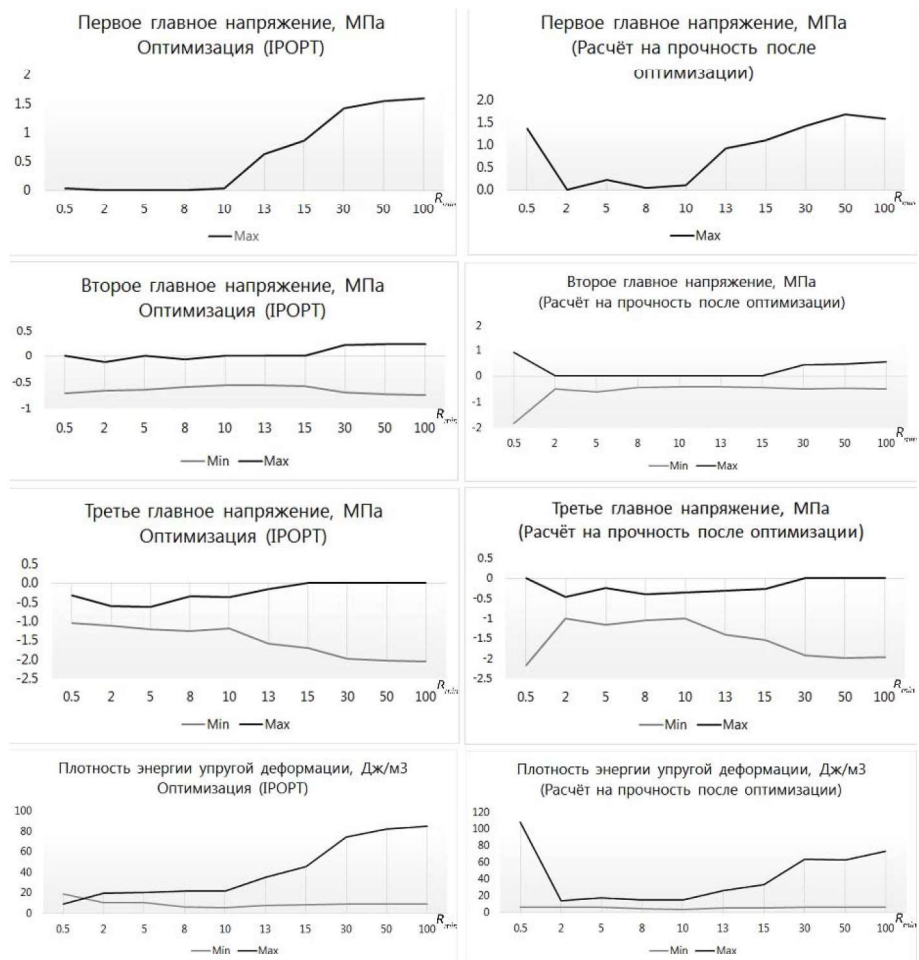 Первое главное напряжение, МПа
Оптимизация (IPOPT)
2
1.5
1
0.5
0
0.5 2 5 8 10 13 15 30 50 100 Rmin
Max
Первое главное напряжение, МПа
(Расчёт на прочность после
оптимизации)
2.0
1.5
1.0
0.5
0.0
0.5 2 5 8 10 13 15 30 50 100 Rmin
Max
Второе главное напряжение, МПа
Оптимизация (IPOPT)
0.5
0
-0.5
-1
0.5 2 5 8 10 13 15 30 50 100 Rmin
Min Max
Второе главное напряжение, МПа
(Расчёт на прочность после оптимизации)
2
1
0
-1
-2
0.5 2 5 8 10 13 15 30 50 100 Rmin
Min Max
Третье главное напряжение, МПа
Оптимизация (IPOPT)
0.5
0.0
-0.5
-1.0
-1.5
-2.0
-2.5
0.5 2 5 8 10 13 15 30 50 100 Rmin
Min Max
Третье главное напряжение, МПа
(Расчёт на прочность после оптимизации)
0.5
0
-0.5
-1
-1.5
-2
-2.5
0.5 2 5 8 10 13 15 30 50 100 Rmin
Min Max
Плотность энергии упругой деформации, Дж/м3
Оптимизация (IPOPT)
100
80
60
40
20
0
0.5 2 5 8 10 13 15 30 50 100 Rmin
Min Max
Плотность энергии упругой деформации, Дж/м3
(Расчёт на прочность после оптимизации)
120
100
80
60
40
20
0
0.5 2 5 8 10 13 15 30 50 100 Rmin
Min Max